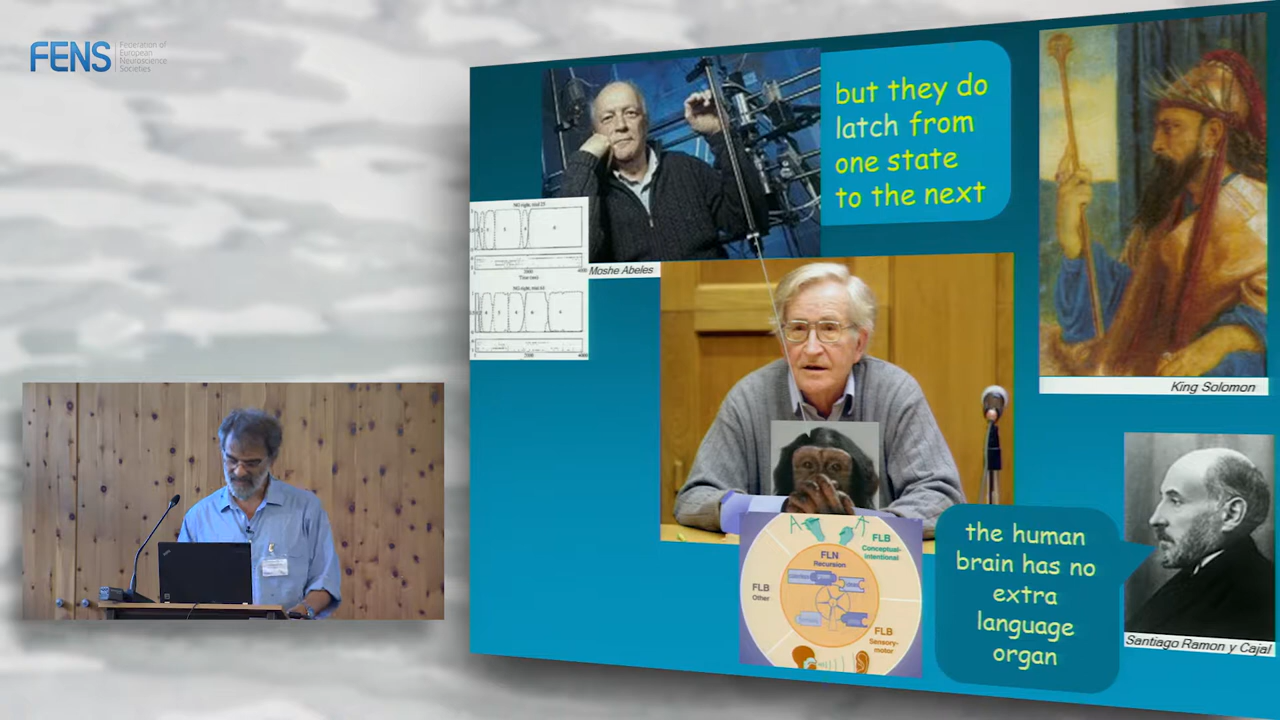 FENS
Federation of
European
Neuroscience
Societies
but they do
latch from
one state
to the next
Moshe Abeles
King Solomon
FLB
Conceptual-
intentional
FLN
Recursion
FLB
Other
FLB
Sensory-
motor
the human
brain has no
extra
language
organ
Santiago Ramon y Cajal